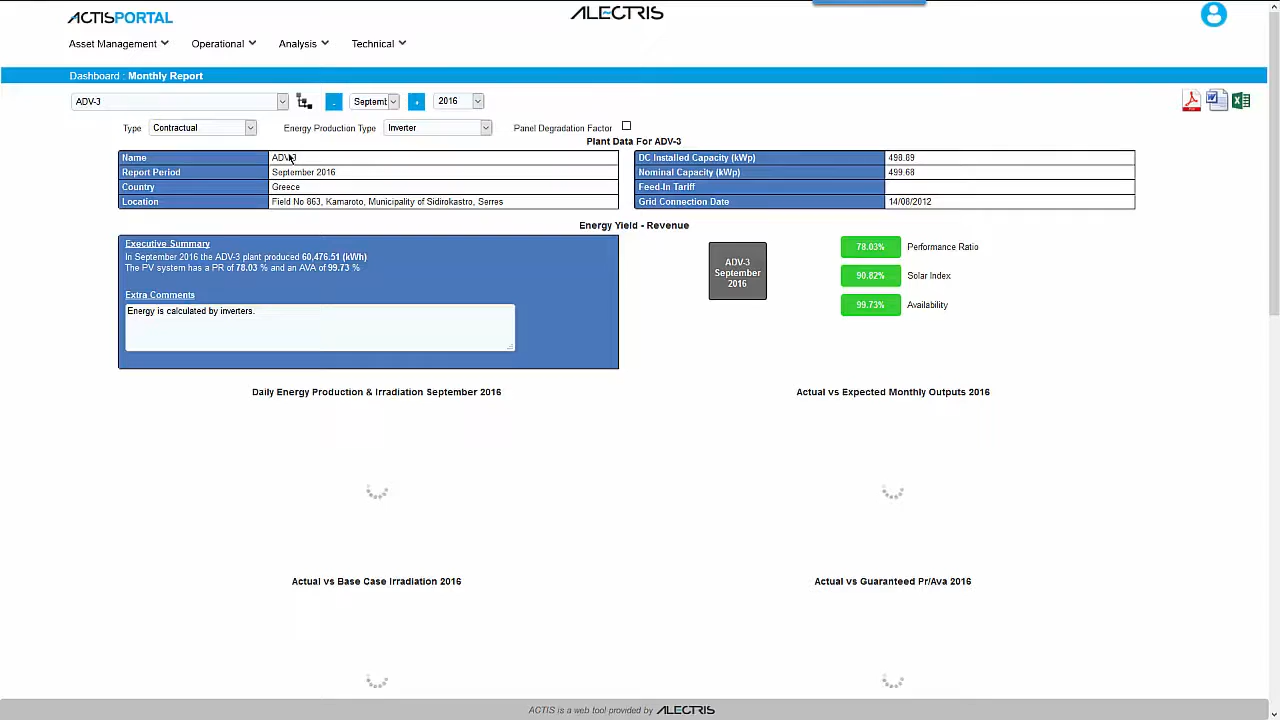 ACTISPORTAL
ALECTRIS
Asset Management Operational Analysis Technical
Dashboard : Monthly Report
ADV-3 - Septemb + 2016
Type Contractual Energy Production Type Inverter Panel Degradation Factor
Plant Data For ADV-3
Name ADV-3
Report Period September 2016
Country Greece
Location Field No 863, Kamaroto, Municipality of Sidirokastro, Serres
DC Installed Capacity (kWp) 498.69
Nominal Capacity (kWp) 499.68
Feed-In Tariff
Grid Connection Date 14/08/2012
Energy Yield - Revenue
Executive Summary
In September 2016 the ADV-3 plant produced 60,476.51 (kWh)
The PV system has a PR of 78.03 % and an AVA of 99.73 %
Extra Comments
Energy is calculated by inverters.
ADV-3
September
2016
78.03% Performance Ratio
90.82% Solar Index
99.73% Availability
Daily Energy Production & Irradiation September 2016
Actual vs Expected Monthly Outputs 2016
Actual vs Base Case Irradiation 2016
Actual vs Guaranteed Pr/Ava 2016
ACTIS is a web tool provided by ALECTRIS